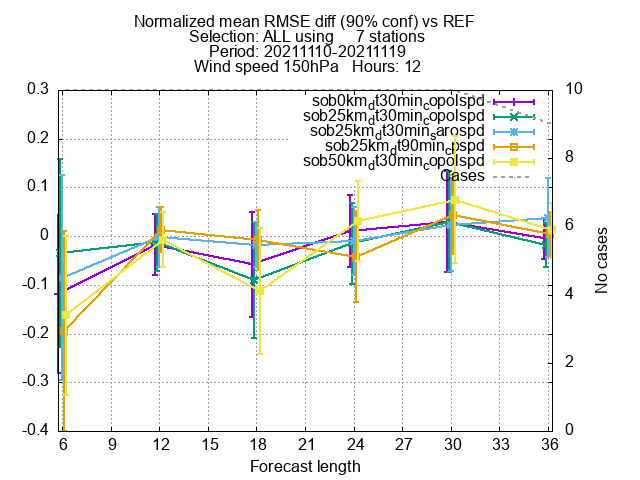 Normalized mean RMSE diff (90% conf) vs REF
Selection: ALL using 7 stations
Period: 20211110-20211119
Wind speed 150hPa Hours: 12
sob0km_dt30min_copolspd
sob25km_dt30min_copolspd
sob25km_dt30min_sarospd
sob25km_dt90min_cpspd
sob50km_dt30min_copolspd
Cases
0.3
0.2
0.1
0
-0.1
-0.2
-0.3
-0.4
10
8
6
4
2
0
No cases
6 9 12 15 18 21 24 27 30 33 36
Forecast length